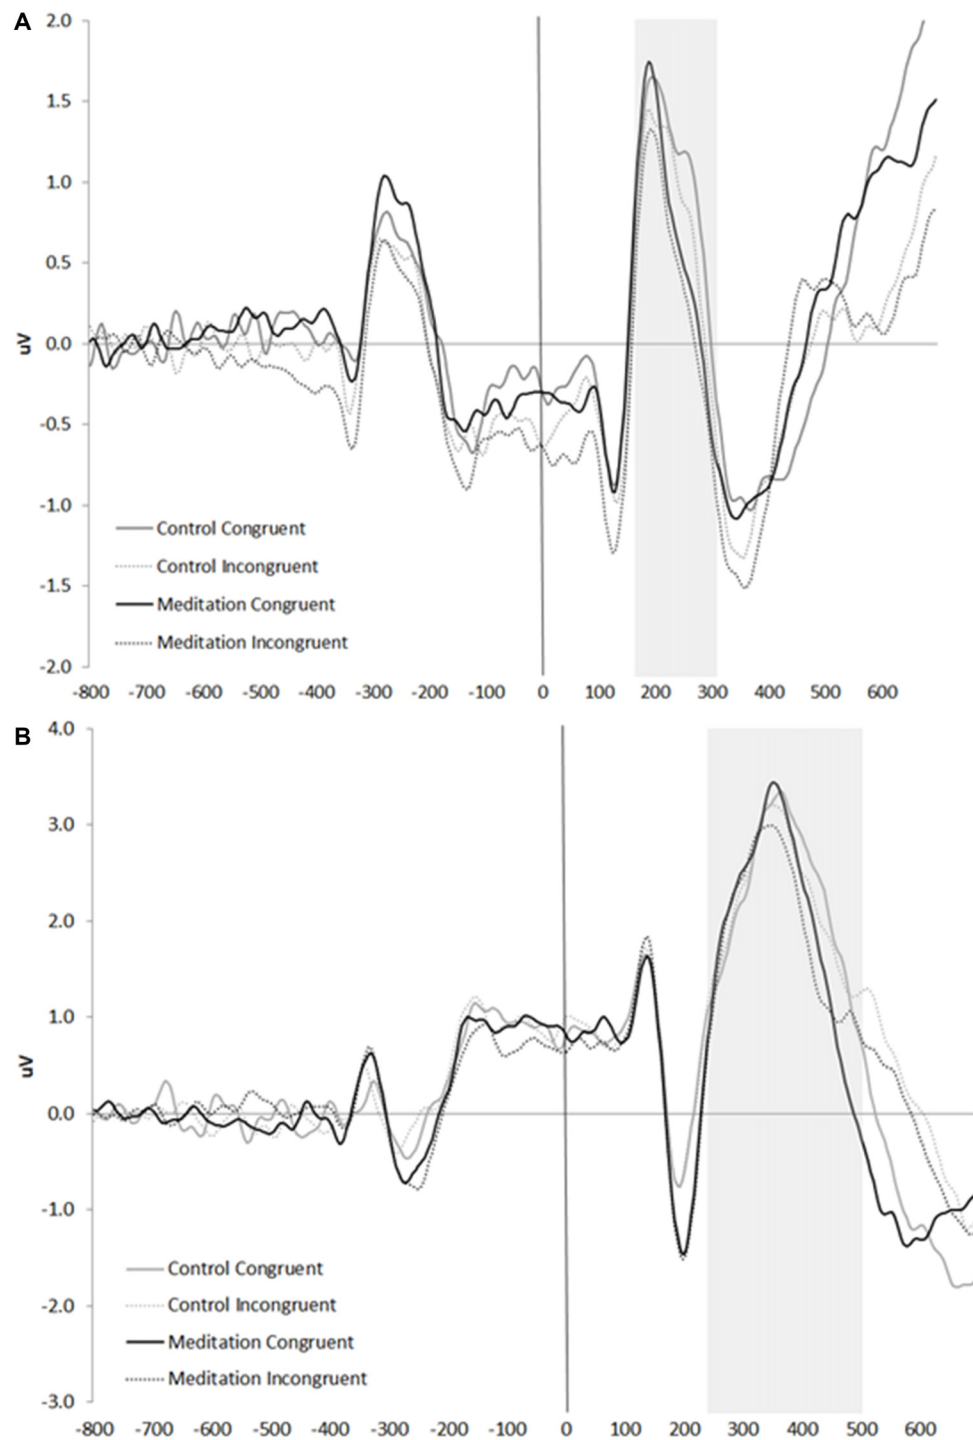 A
2.0
1.5
1.0
0.5
0.0
-0.5
-1.0
-1.5
-2.0
uV
Control Congruent
Control Incongruent
Meditation Congruent
Meditation Incongruent
-800 -700 -600 -500 -400 -300 -200 -100 0 100 200 300 400 500 600
B
4.0
3.0
2.0
1.0
0.0
-1.0
-2.0
-3.0
uV
Control Congruent
Control Incongruent
Meditation Congruent
Meditation Incongruent
-800 -700 -600 -500 -400 -300 -200 -100 0 100 200 300 400 500 600